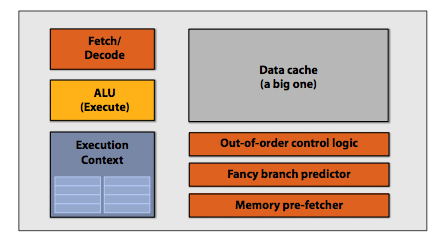 Fetch/
Decode
ALU
(Execute)
Execution
Context
Data cache
(a big one)
Out-of-order control logic
Fancy branch predictor
Memory pre-fetcher